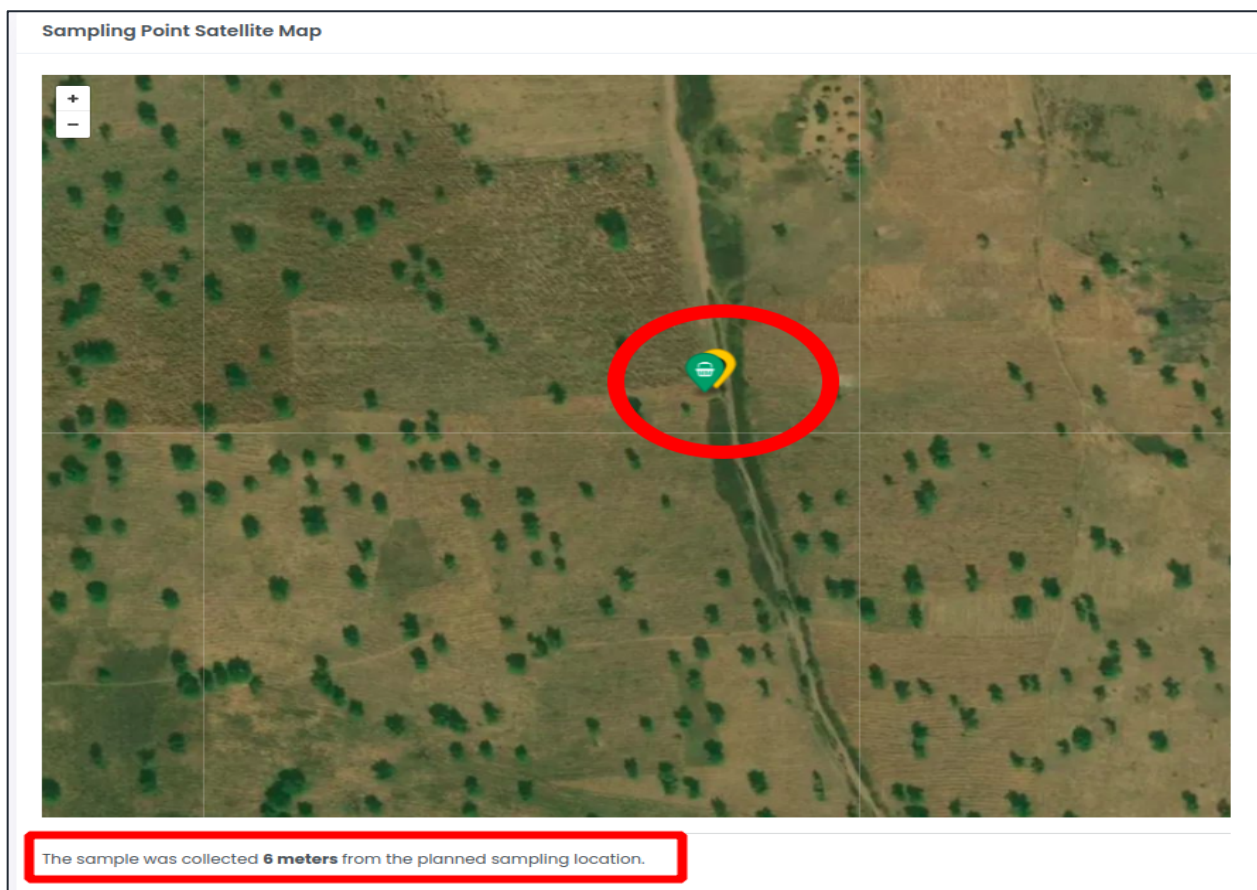 Sampling Point Satellite Map
+
−
The sample was collected 6 meters from the planned sampling location.